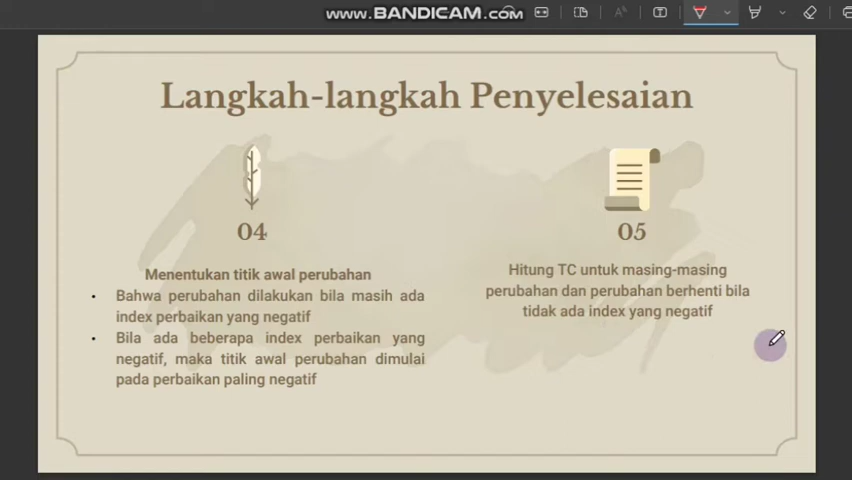 www.BANDICAM.com
Langkah-langkah Penyelesaian
04
Menentukan titik awal perubahan
• Bahwa perubahan dilakukan bila masih ada
index perbaikan yang negatif
• Bila ada beberapa index perbaikan yang
negatif, maka titik awal perubahan dimulai
pada perbaikan paling negatif
05
Hitung TC untuk masing-masing
perubahan dan perubahan berhenti bila
tidak ada index yang negatif